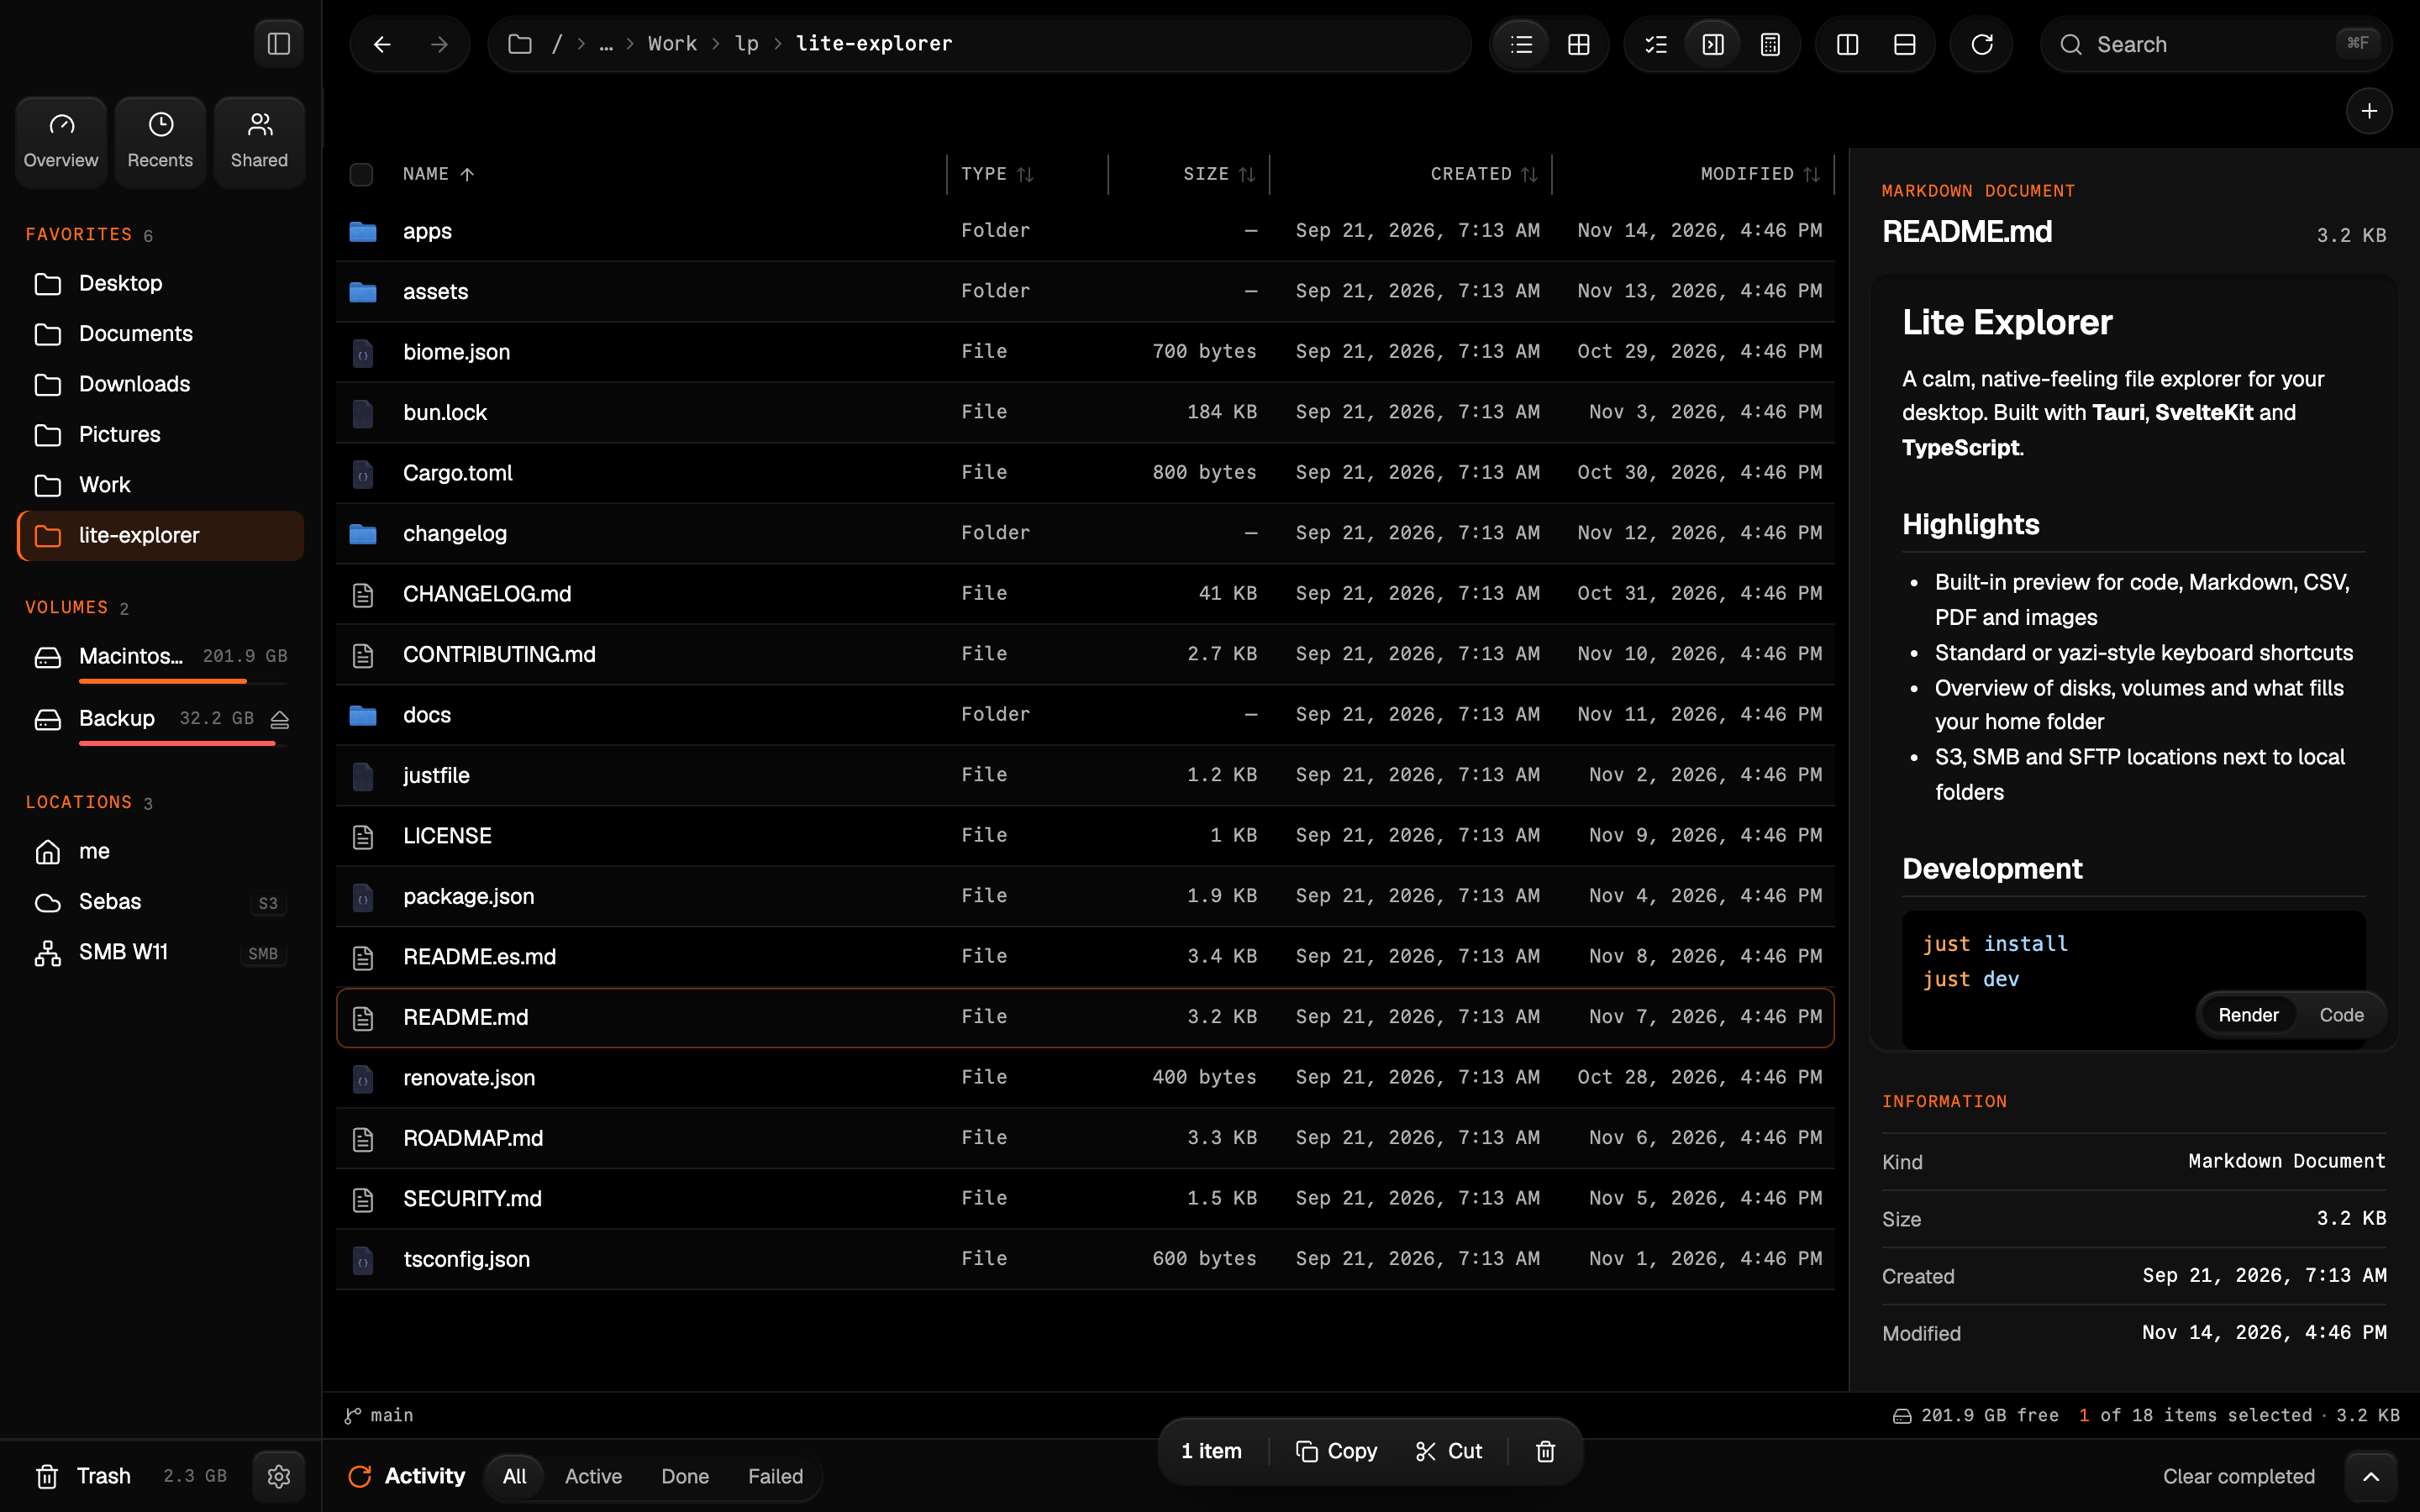 / > … > Work > lp > lite-explorer
Search ⌘F
Overview Recents Shared
FAVORITES 6
Desktop
Documents
Downloads
Pictures
Work
lite-explorer
VOLUMES 2
Macintos… 201.9 GB
Backup 32.2 GB
LOCATIONS 3
me
Sebas S3
SMB W11 SMB
Trash 2.3 GB
NAME TYPE SIZE CREATED MODIFIED
apps Folder — Sep 21, 2026, 7:13 AM Nov 14, 2026, 4:46 PM
assets Folder — Sep 21, 2026, 7:13 AM Nov 13, 2026, 4:46 PM
biome.json File 700 bytes Sep 21, 2026, 7:13 AM Oct 29, 2026, 4:46 PM
bun.lock File 184 KB Sep 21, 2026, 7:13 AM Nov 3, 2026, 4:46 PM
Cargo.toml File 800 bytes Sep 21, 2026, 7:13 AM Oct 30, 2026, 4:46 PM
changelog Folder — Sep 21, 2026, 7:13 AM Nov 12, 2026, 4:46 PM
CHANGELOG.md File 41 KB Sep 21, 2026, 7:13 AM Oct 31, 2026, 4:46 PM
CONTRIBUTING.md File 2.7 KB Sep 21, 2026, 7:13 AM Nov 10, 2026, 4:46 PM
docs Folder — Sep 21, 2026, 7:13 AM Nov 11, 2026, 4:46 PM
justfile File 1.2 KB Sep 21, 2026, 7:13 AM Nov 2, 2026, 4:46 PM
LICENSE File 1 KB Sep 21, 2026, 7:13 AM Nov 9, 2026, 4:46 PM
package.json File 1.9 KB Sep 21, 2026, 7:13 AM Nov 4, 2026, 4:46 PM
README.es.md File 3.4 KB Sep 21, 2026, 7:13 AM Nov 8, 2026, 4:46 PM
README.md File 3.2 KB Sep 21, 2026, 7:13 AM Nov 7, 2026, 4:46 PM
renovate.json File 400 bytes Sep 21, 2026, 7:13 AM Oct 28, 2026, 4:46 PM
ROADMAP.md File 3.3 KB Sep 21, 2026, 7:13 AM Nov 6, 2026, 4:46 PM
SECURITY.md File 1.5 KB Sep 21, 2026, 7:13 AM Nov 5, 2026, 4:46 PM
tsconfig.json File 600 bytes Sep 21, 2026, 7:13 AM Nov 1, 2026, 4:46 PM
MARKDOWN DOCUMENT
README.md 3.2 KB
Lite Explorer
A calm, native-feeling file explorer for your
desktop. Built with Tauri, SvelteKit and
TypeScript.
Highlights
• Built-in preview for code, Markdown, CSV,
PDF and images
• Standard or yazi-style keyboard shortcuts
• Overview of disks, volumes and what fills
your home folder
• S3, SMB and SFTP locations next to local
folders
Development
just install
just dev
Render Code
INFORMATION
Kind Markdown Document
Size 3.2 KB
Created Sep 21, 2026, 7:13 AM
Modified Nov 14, 2026, 4:46 PM
main
201.9 GB free 1 of 18 items selected · 3.2 KB
1 item Copy Cut
Activity All Active Done Failed
Clear completed